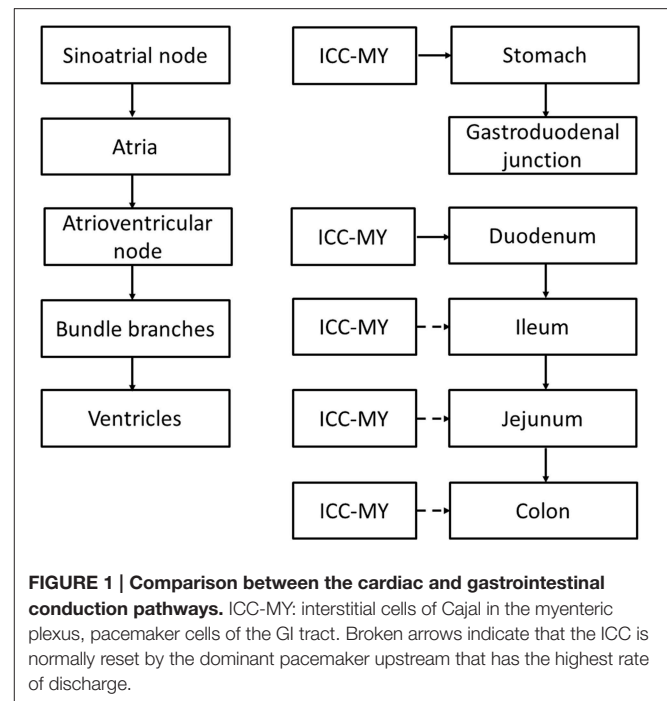 Sinoatrial node
Atria
Atrioventricular
node
Bundle branches
Ventricles
ICC-MY
Stomach
Gastroduodenal
junction
ICC-MY
Duodenum
ICC-MY
Ileum
ICC-MY
Jejunum
ICC-MY
Colon
FIGURE 1 | Comparison between the cardiac and gastrointestinal
conduction pathways. ICC-MY: interstitial cells of Cajal in the myenteric
plexus, pacemaker cells of the GI tract. Broken arrows indicate that the ICC is
normally reset by the dominant pacemaker upstream that has the highest rate
of discharge.